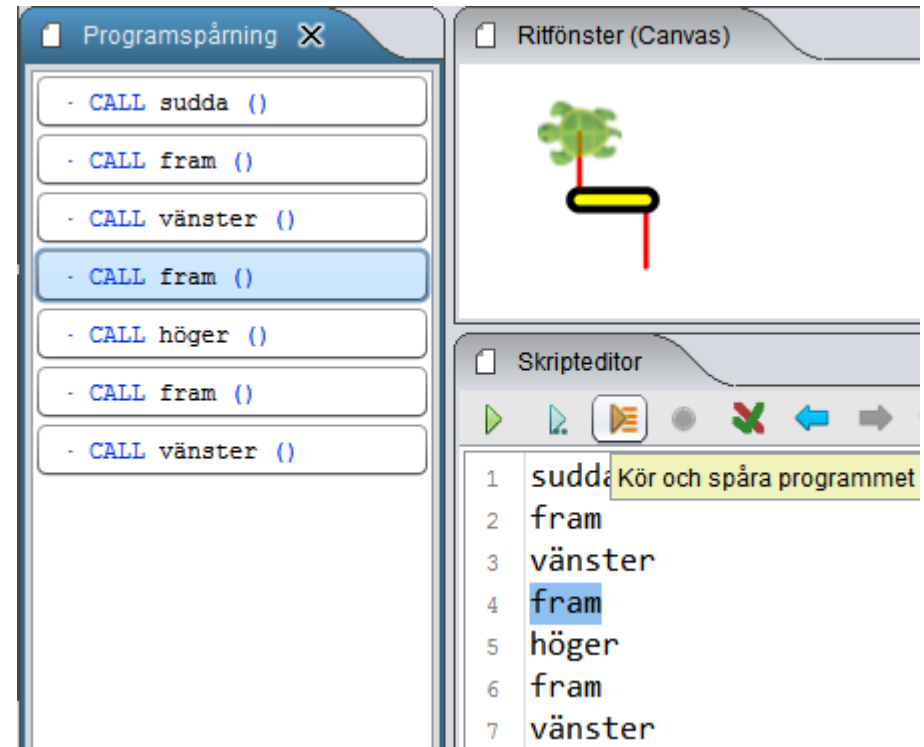 Programspårning
· CALL sudda ()
· CALL fram ()
· CALL vänster ()
· CALL fram ()
· CALL höger ()
· CALL fram ()
· CALL vänster ()
Ritfönster (Canvas)
Skripteditor
Kör och spåra programmet
1 sudda
2 fram
3 vänster
4 fram
5 höger
6 fram
7 vänster